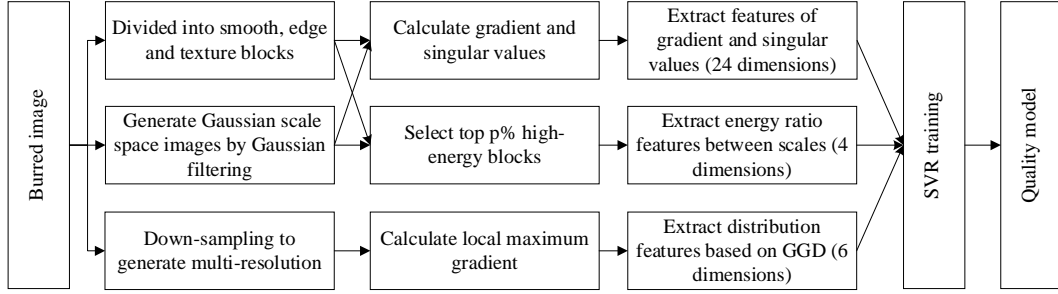 Burred image
Divided into smooth, edge
and texture blocks
Generate Gaussian scale
space images by Gaussian
filtering
Down-sampling to
generate multi-resolution
Calculate gradient and
singular values
Select top p% high-
energy blocks
Calculate local maximum
gradient
Extract features of
gradient and singular
values (24 dimensions)
Extract energy ratio
features between scales (4
dimensions)
Extract distribution
features based on GGD (6
dimensions)
SVR training
Quality model